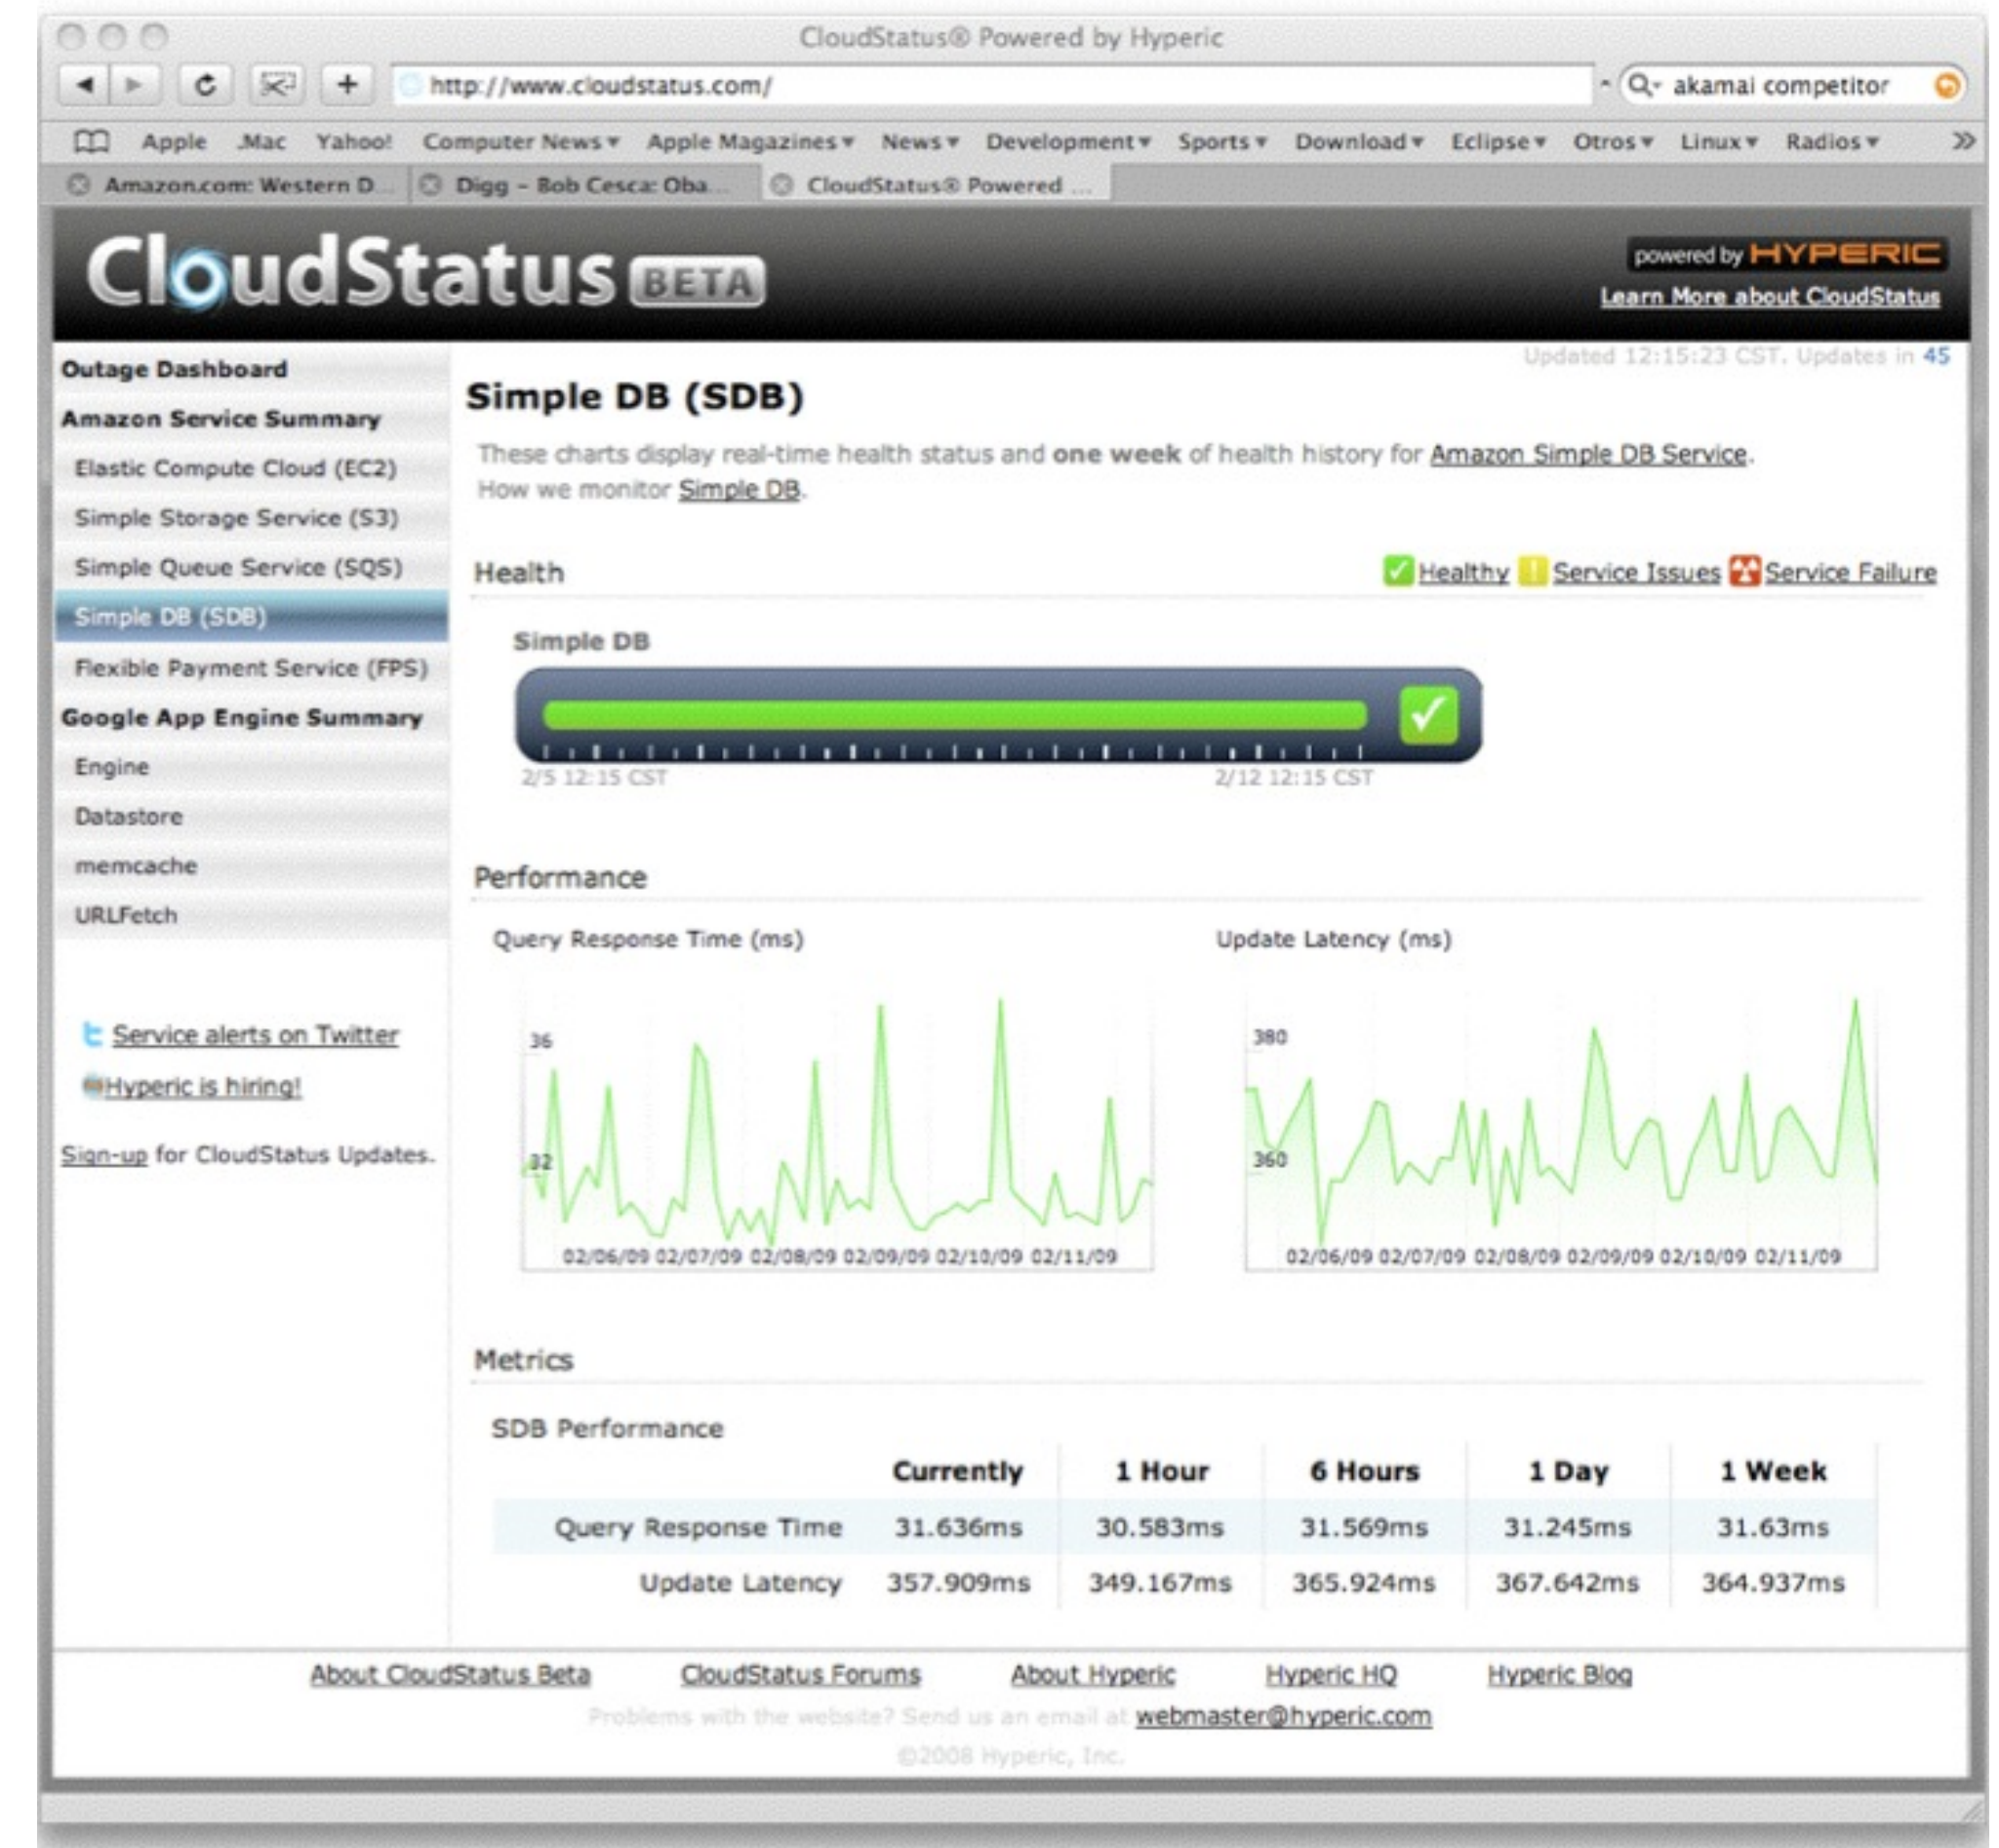 CloudStatus® Powered by Hyperic
http://www.cloudstatus.com/
akamai competitor
Apple .Mac Yahoo! Computer News Apple Magazines News Development Sports Download Eclipse Otros Linux Radios
Amazon.com: Western D... Digg – Bob Cesca: Oba... CloudStatus® Powered ...
CloudStatus BETA
powered by HYPERIC
Learn More about CloudStatus
Updated 12:15:23 CST. Updates in 45
Outage Dashboard
Amazon Service Summary
Elastic Compute Cloud (EC2)
Simple Storage Service (S3)
Simple Queue Service (SQS)
Simple DB (SDB)
Flexible Payment Service (FPS)
Google App Engine Summary
Engine
Datastore
memcache
URLFetch
Service alerts on Twitter
Hyperic is hiring!
Sign-up for CloudStatus Updates.
Simple DB (SDB)
These charts display real-time health status and one week of health history for Amazon Simple DB Service.
How we monitor Simple DB.
Health
Healthy Service Issues Service Failure
Simple DB
2/5 12:15 CST 2/12 12:15 CST
Performance
Query Response Time (ms)
36
32
02/06/09 02/07/09 02/08/09 02/09/09 02/10/09 02/11/09
Update Latency (ms)
380
360
02/06/09 02/07/09 02/08/09 02/09/09 02/10/09 02/11/09
Metrics
SDB Performance
Currently 1 Hour 6 Hours 1 Day 1 Week
Query Response Time 31.636ms 30.583ms 31.569ms 31.245ms 31.63ms
Update Latency 357.909ms 349.167ms 365.924ms 367.642ms 364.937ms
About CloudStatus Beta CloudStatus Forums About Hyperic Hyperic HQ Hyperic Blog
Problems with the website? Send us an email at webmaster@hyperic.com
©2008 Hyperic, Inc.